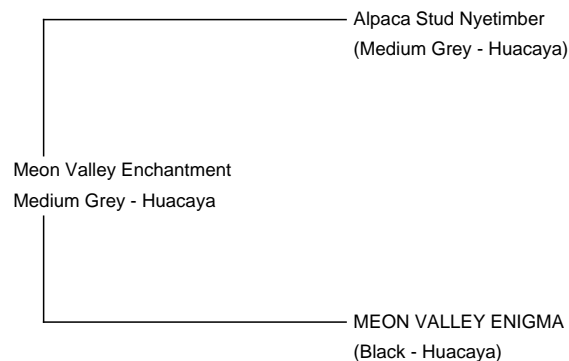 Alpaca Stud Nyetimber
(Medium Grey - Huacaya)
Meon Valley Enchantment
Medium Grey - Huacaya
MEON VALLEY ENIGMA
(Black - Huacaya)